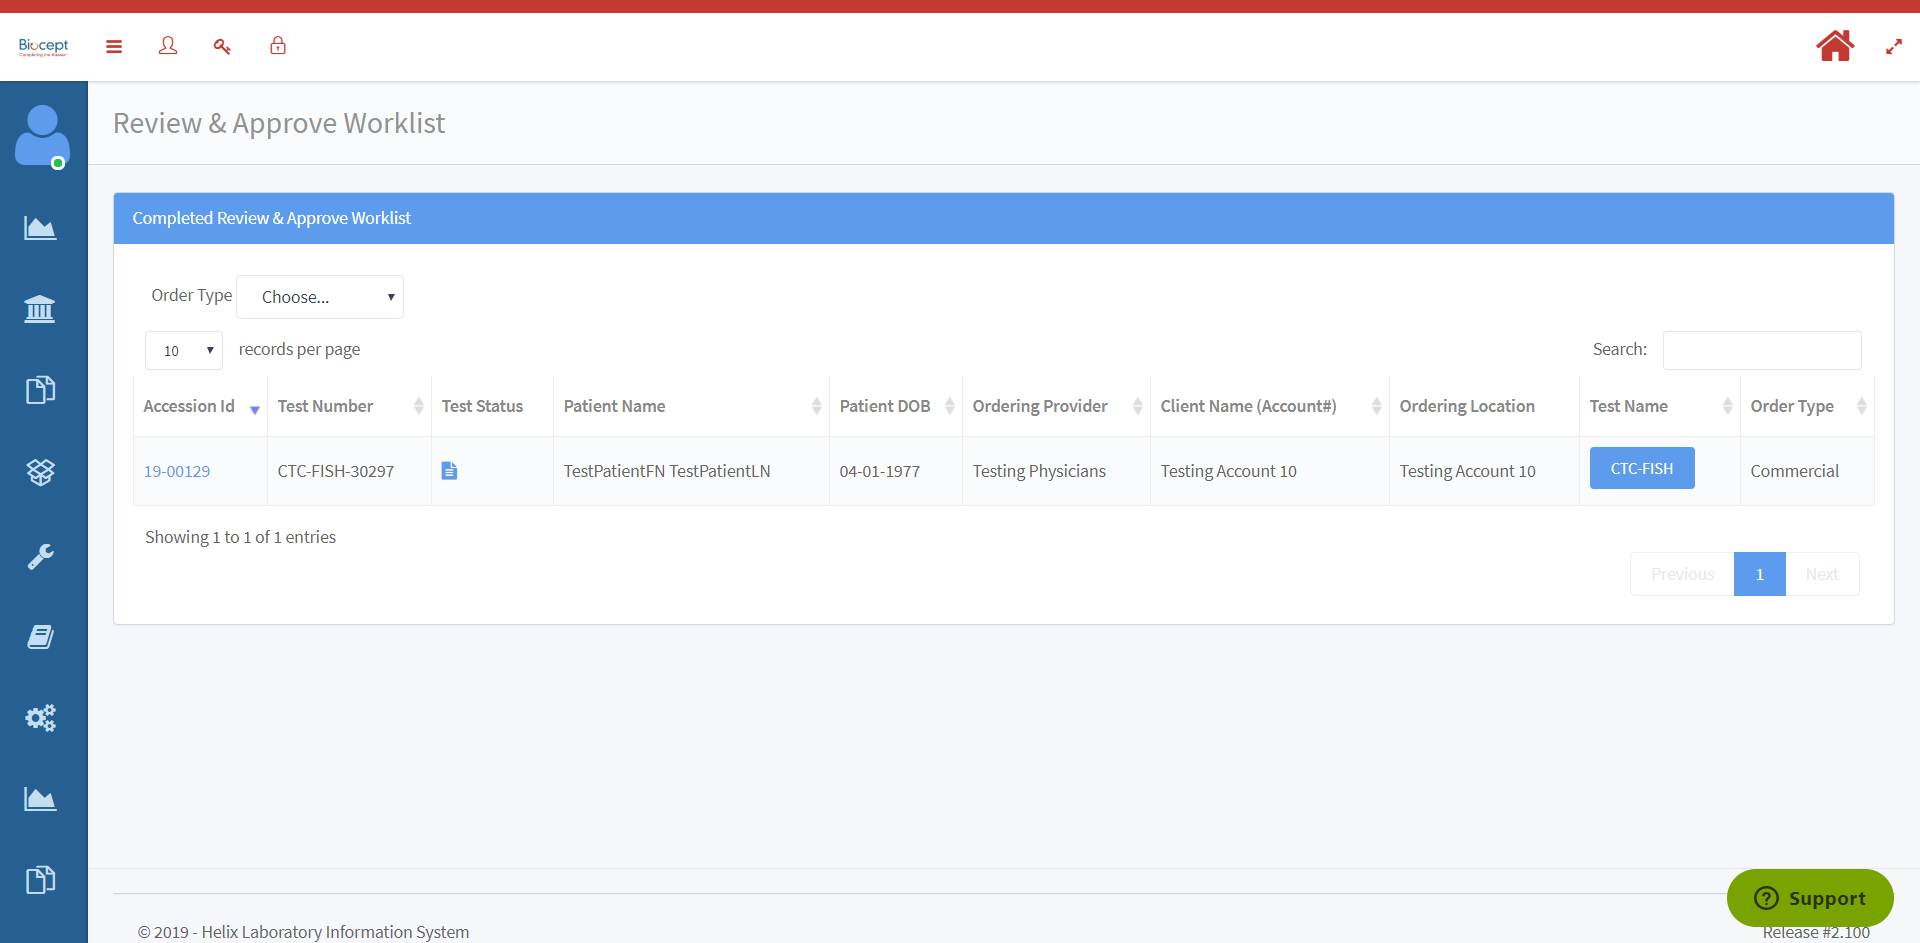 Biocept
Review & Approve Worklist
Completed Review & Approve Worklist
Order Type Choose...
10 records per page Search:
Accession Id Test Number Test Status Patient Name Patient DOB Ordering Provider Client Name (Account#) Ordering Location Test Name Order Type
19-00129 CTC-FISH-30297 TestPatientFN TestPatientLN 04-01-1977 Testing Physicians Testing Account 10 Testing Account 10 CTC-FISH Commercial
Showing 1 to 1 of 1 entries
Previous 1 Next
Support
© 2019 - Helix Laboratory Information System Release #2.100